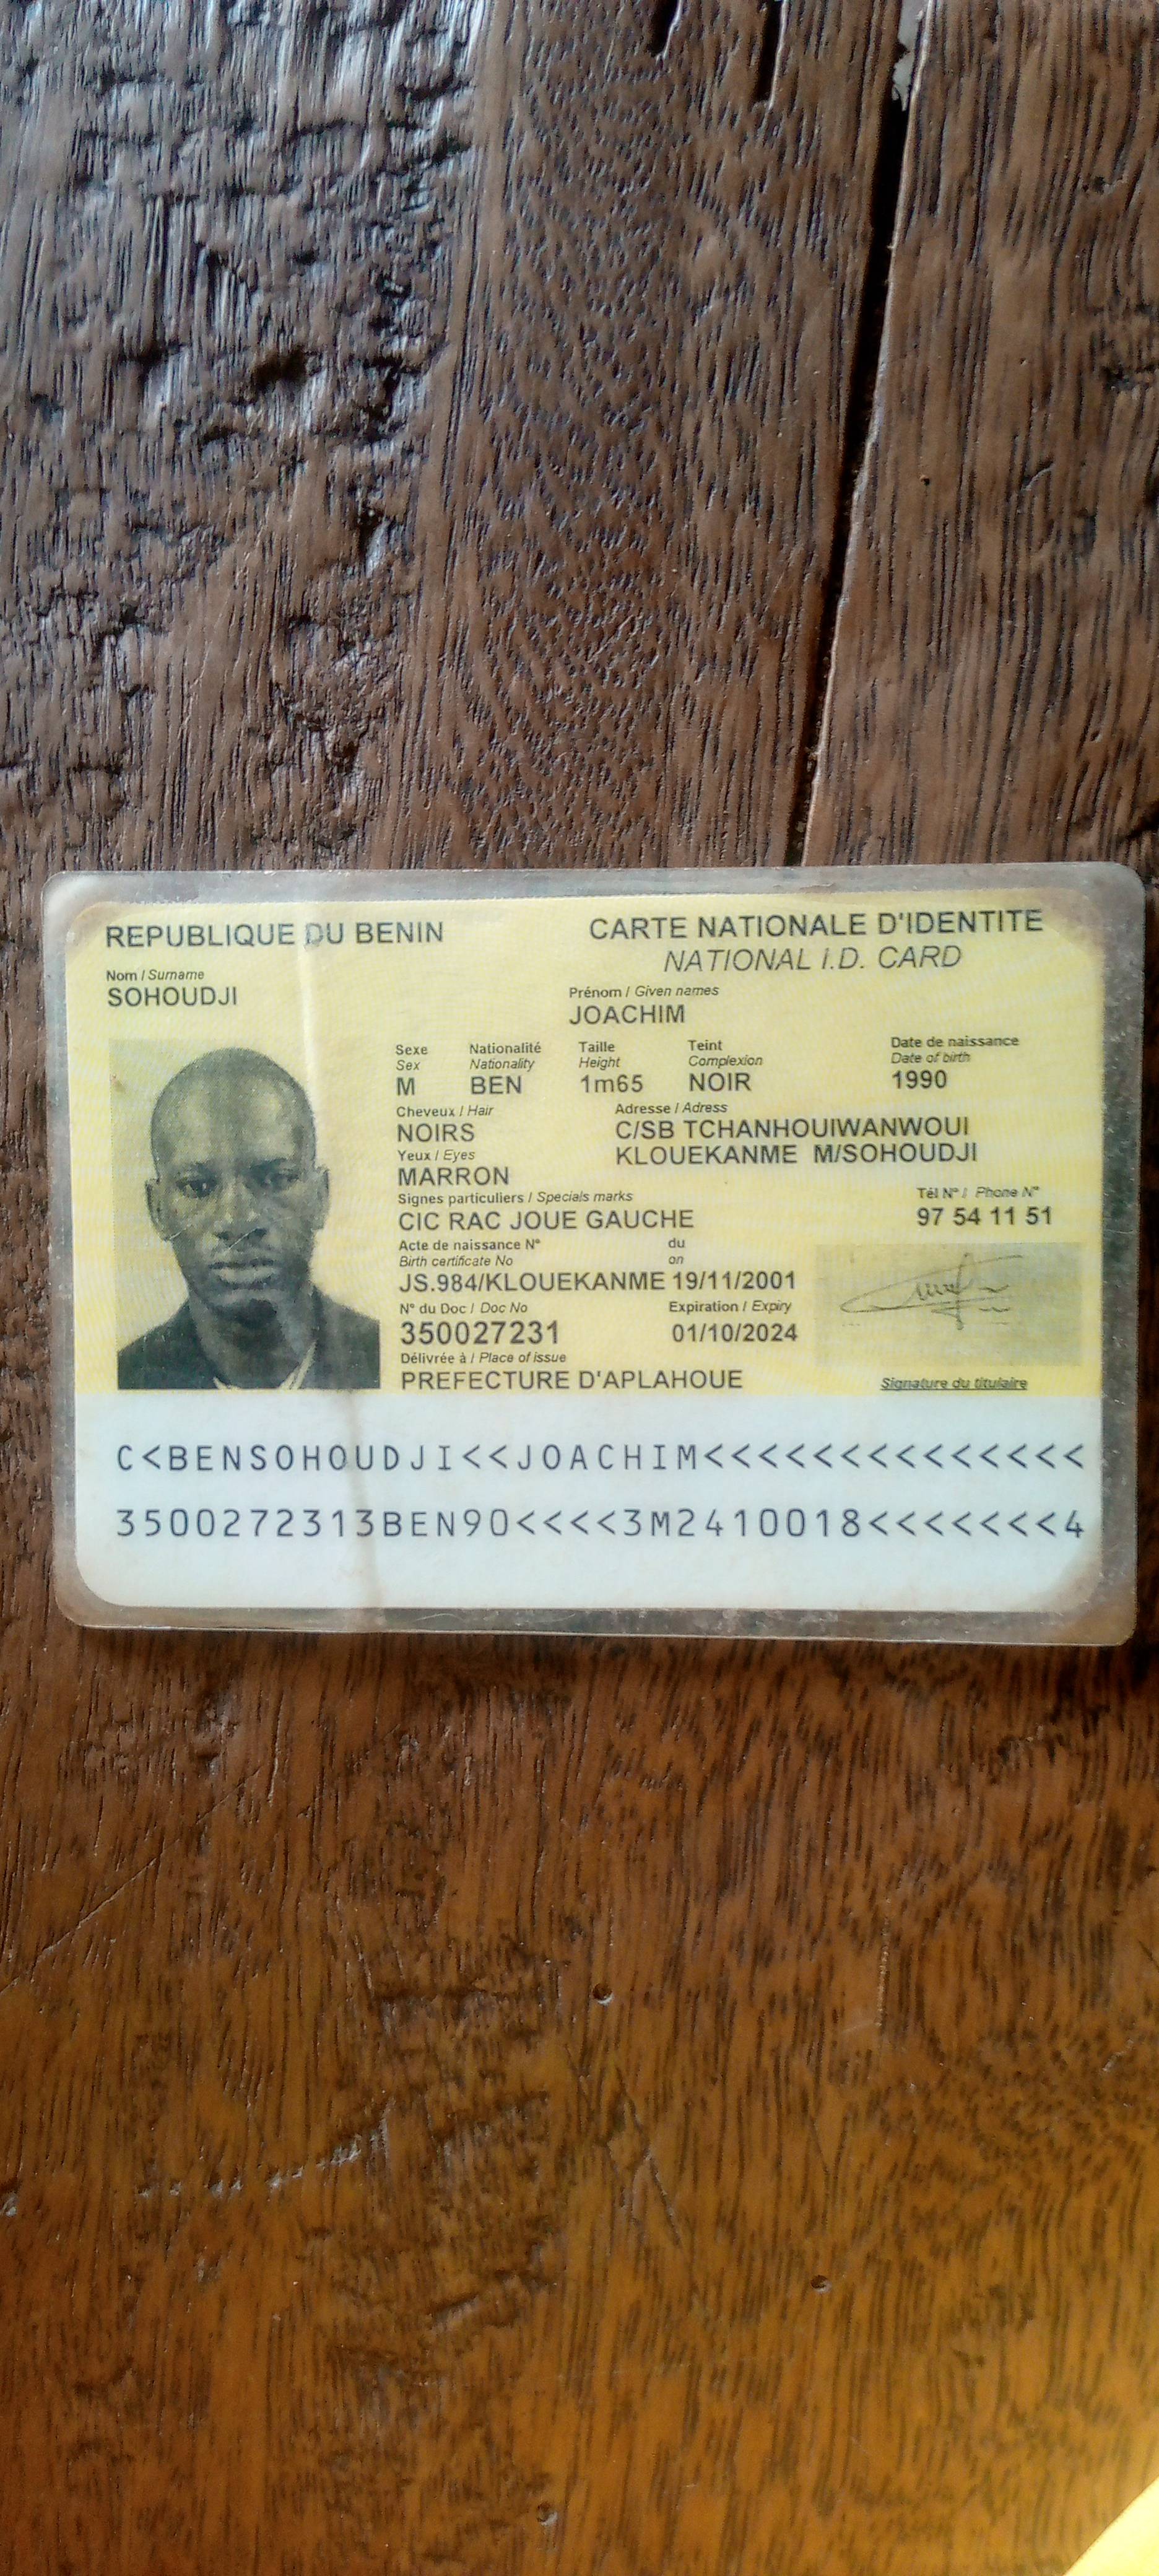 REPUBLIQUE DU BENIN
CARTE NATIONALE D'IDENTITE
NATIONAL I.D. CARD
Nom / Surname
SOHOUDJI
Prénom / Given names
JOACHIM
Sexe Nationalité Taille Teint Date de naissance
Sex Nationality Height Complexion Date of birth
M BEN 1m65 NOIR 1990
Cheveux / Hair Adresse / Adress
NOIRS C/SB TCHANHOUIWANWOUI
Yeux / Eyes KLOUEKANME M/SOHOUDJI
MARRON
Signes particuliers / Specials marks Tél N° / Phone N°
CIC RAC JOUE GAUCHE 97 54 11 51
Acte de naissance N° du
Birth certificate No on
JS.984/KLOUEKANME 19/11/2001
N° du Doc / Doc No Expiration / Expiry
350027231 01/10/2024
Délivrée à / Place of issue
PREFECTURE D'APLAHOUE Signature du titulaire
C<BENSOHOUDJI<<JOACHIM<<<<<<<<<<<<<<
3500272313BEN90<<<<3M2410018<<<<<<<4